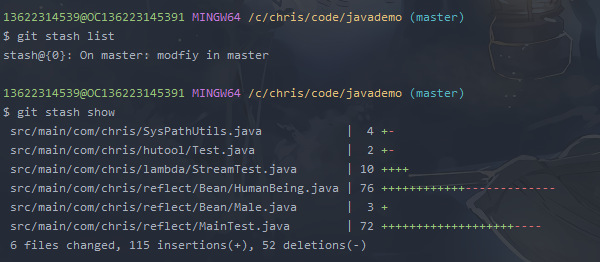 13622314539@OC136223145391 MINGW64 /c/chris/code/javademo (master)
$ git stash list
stash@{0}: On master: modfiy in master
13622314539@OC136223145391 MINGW64 /c/chris/code/javademo (master)
$ git stash show
src/main/com/chris/SysPathUtils.java | 4 +-
src/main/com/chris/hutool/Test.java | 2 +-
src/main/com/chris/lambda/StreamTest.java | 10 ++++
src/main/com/chris/reflect/Bean/HumanBeing.java | 76 ++++++++++++-------------
src/main/com/chris/reflect/Bean/Male.java | 3 +
src/main/com/chris/reflect/MainTest.java | 72 +++++++++++++++++++----
6 files changed, 115 insertions(+), 52 deletions(-)